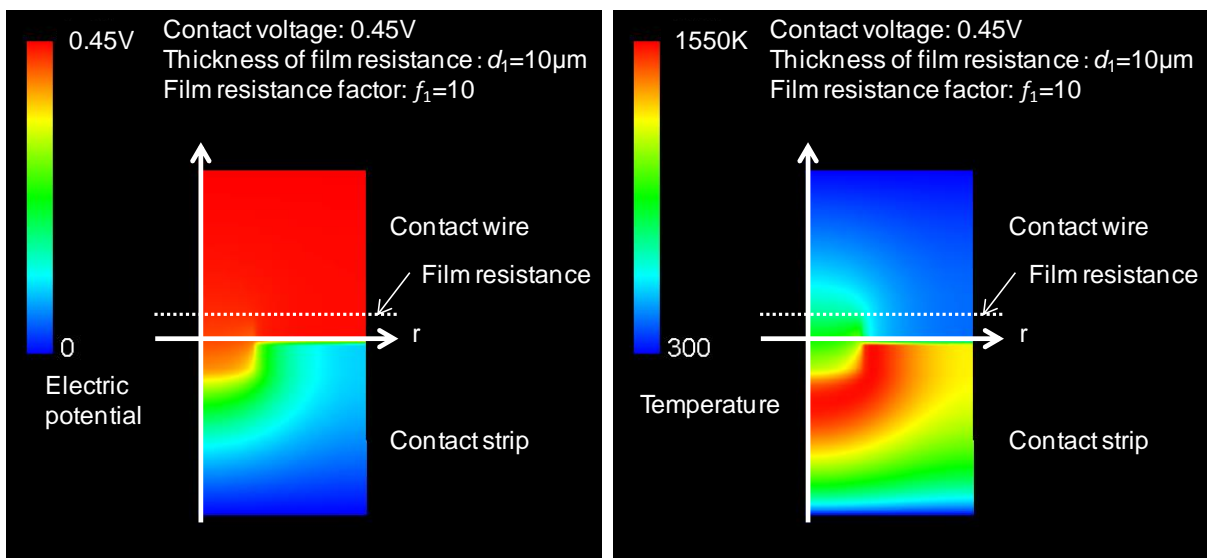 0.45V
Contact voltage: 0.45V
Thickness of film resistance : d₁=10μm
Film resistance factor: f₁=10
Contact wire
Film resistance
r
0
Electric
potential
Contact strip
1550K
Contact voltage: 0.45V
Thickness of film resistance : d₁=10μm
Film resistance factor: f₁=10
Contact wire
Film resistance
r
300
Temperature
Contact strip